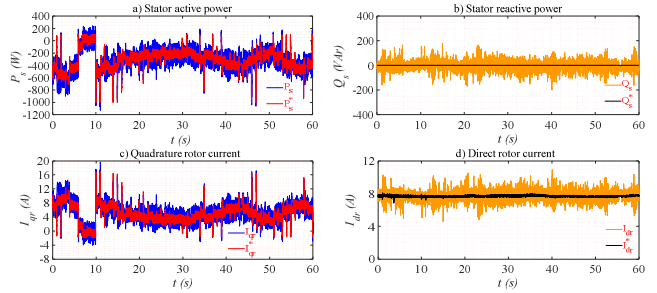 a) Stator active power
400
200
0
-200
-400
-600
-800
-1000
-1200
P_s (W)
P_s
P_s^*
0 10 20 30 40 50 60
t (s)
b) Stator reactive power
400
200
0
-200
-400
Q_s (VAr)
Q_s
Q_s^*
0 10 20 30 40 50 60
t (s)
c) Quadrature rotor current
20
16
12
8
4
0
-4
-8
I_qr (A)
I_qr
I_qr^*
0 10 20 30 40 50 60
t (s)
d) Direct rotor current
12
8
4
0
I_dr (A)
I_dr
I_dr^*
0 10 20 30 40 50 60
t (s)